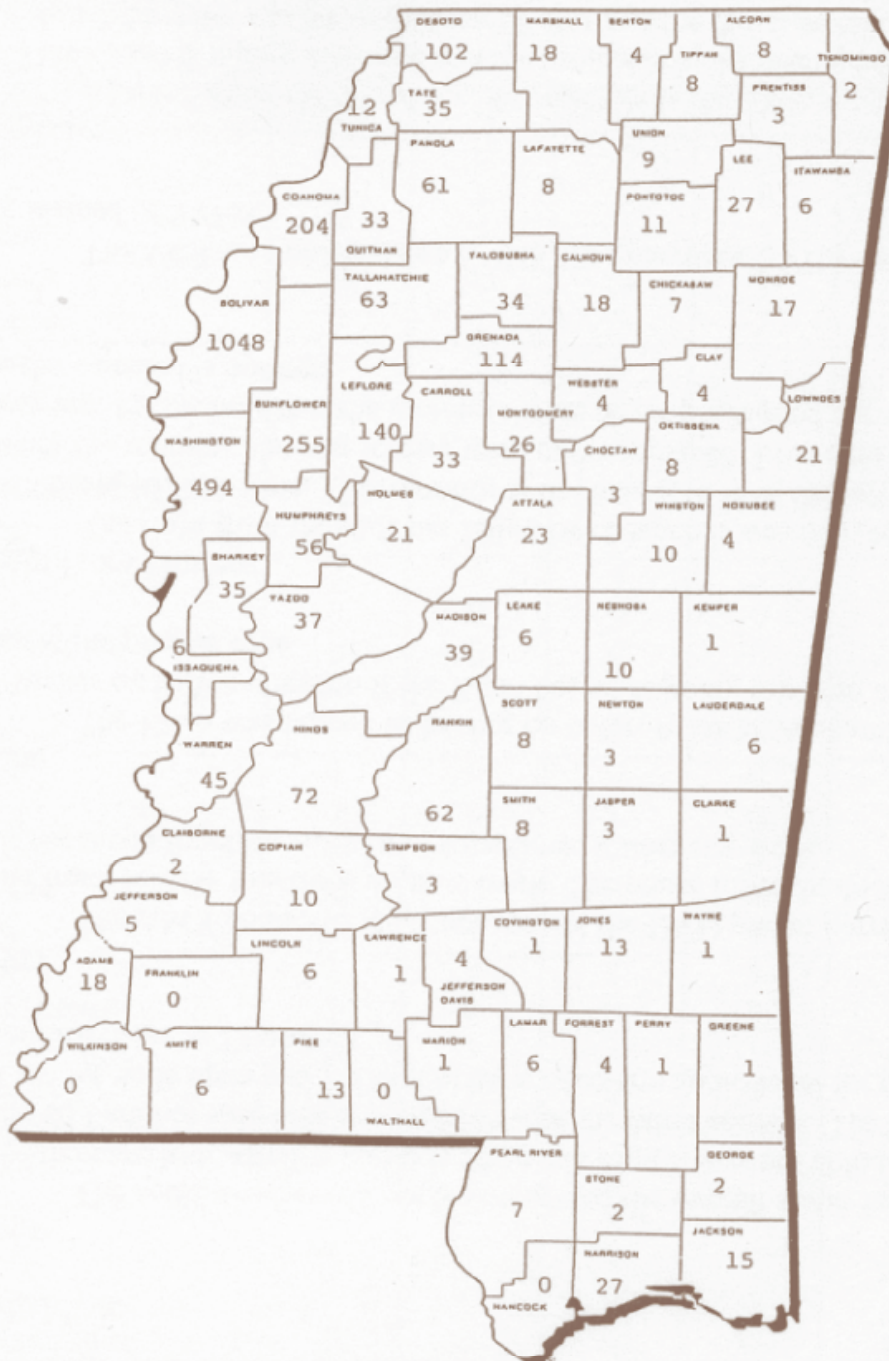 DESOTO
102
MARSHALL
18
BENTON
4
TIPPAH
8
ALCORN
8
TISHOMINGO
2
PRENTISS
3
TATE
35
12
TUNICA
PANOLA
61
LAFAYETTE
8
UNION
9
LEE
27
ITAWAMBA
6
PONTOTOC
11
COAHOMA
204
33
QUITMAN
TALLAHATCHIE
63
YALOBUSHA
34
CALHOUN
18
CHICKASAW
7
MONROE
17
BOLIVAR
1048
GRENADA
114
CLAY
4
LOWNDES
21
WEBSTER
4
LEFLORE
140
CARROLL
33
MONTGOMERY
26
SUNFLOWER
255
WASHINGTON
494
OKTIBBEHA
8
CHOCTAW
3
HOLMES
21
HUMPHREYS
56
ATTALA
23
WINSTON
10
NOXUBEE
4
SHARKEY
35
YAZOO
37
6
ISSAQUENA
MADISON
39
LEAKE
6
NESHOBA
10
KEMPER
1
WARREN
45
HINDS
72
RANKIN
62
SCOTT
8
NEWTON
3
LAUDERDALE
6
SMITH
8
JASPER
3
CLARKE
1
CLAIBORNE
2
COPIAH
10
SIMPSON
3
JEFFERSON
5
LINCOLN
6
LAWRENCE
1
4
JEFFERSON
DAVIS
COVINGTON
1
JONES
13
WAYNE
1
ADAMS
18
FRANKLIN
0
WILKINSON
0
AMITE
6
PIKE
13
0
WALTHALL
MARION
1
LAMAR
6
FORREST
4
PERRY
1
GREENE
1
PEARL RIVER
7
STONE
2
GEORGE
2
HARRISON
27
JACKSON
15
0
HANCOCK